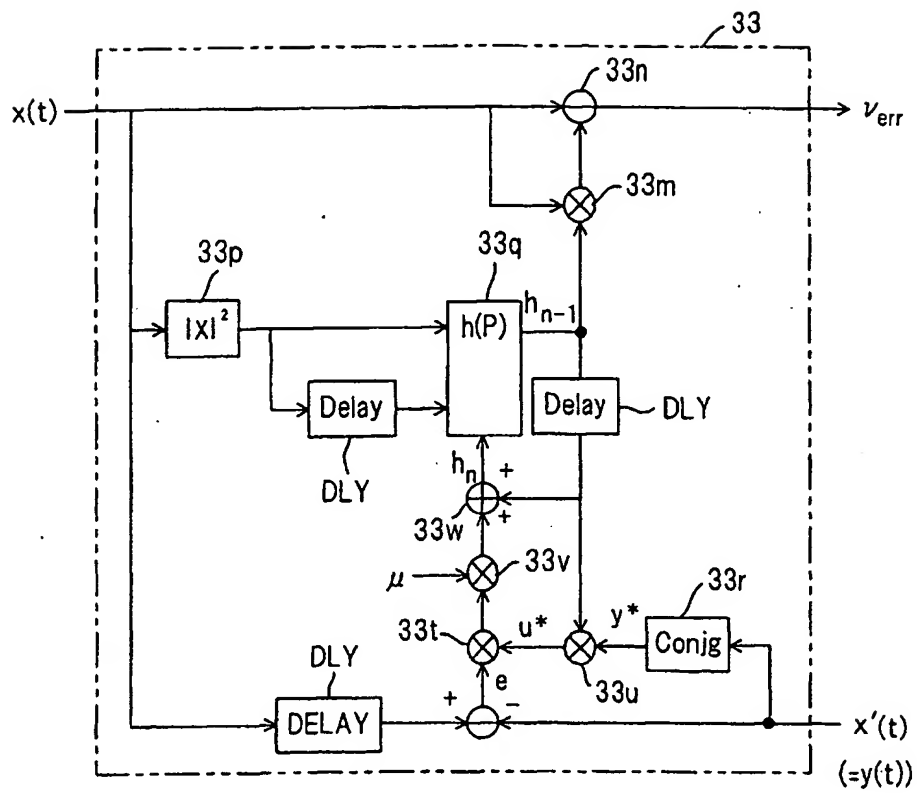 33
33n
x(t)
ν_err
33m
33p
33q
|x|²
h(P)
h_{n-1}
Delay
Delay
DLY
DLY
h_n
+
+
33w
μ
33v
33r
33t
u*
y*
Conjg
33u
DLY
e
+
-
DELAY
x'(t)
(=y(t))